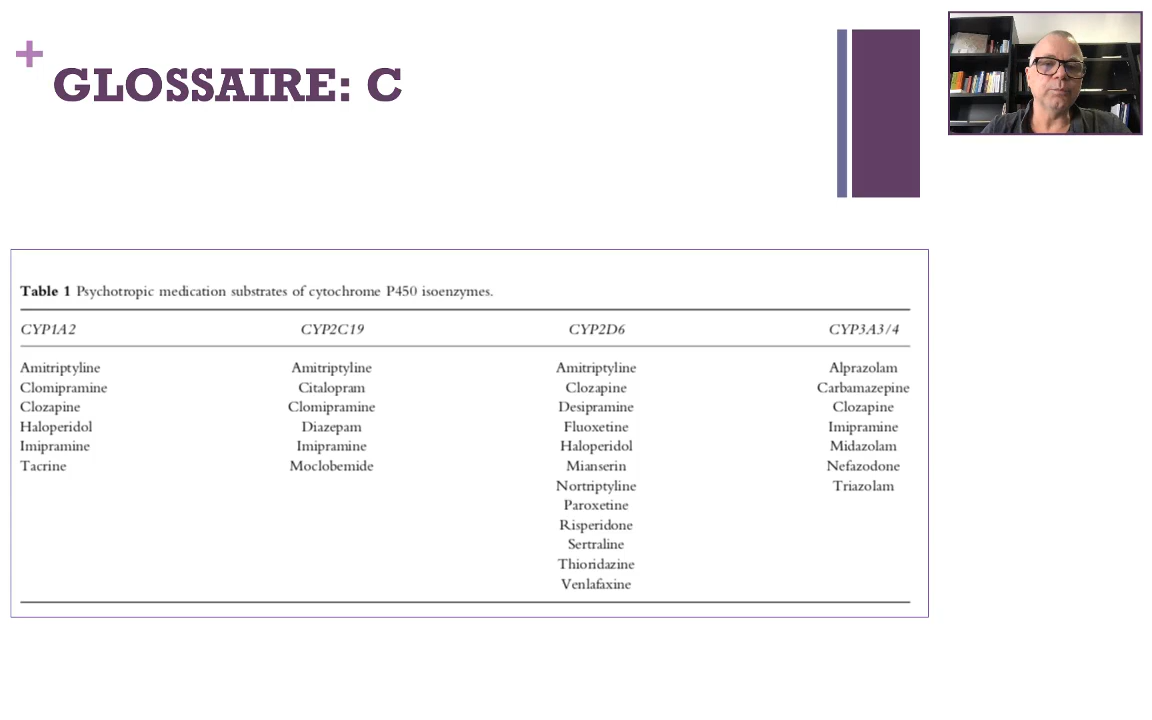 +
GLOSSAIRE: C
Table 1 Psychotropic medication substrates of cytochrome P450 isoenzymes.
CYP1A2 CYP2C19 CYP2D6 CYP3A3/4
Amitriptyline Amitriptyline Amitriptyline Alprazolam
Clomipramine Citalopram Clozapine Carbamazepine
Clozapine Clomipramine Desipramine Clozapine
Haloperidol Diazepam Fluoxetine Imipramine
Imipramine Imipramine Haloperidol Midazolam
Tacrine Moclobemide Mianserin Nefazodone
Nortriptyline Triazolam
Paroxetine
Risperidone
Sertraline
Thioridazine
Venlafaxine